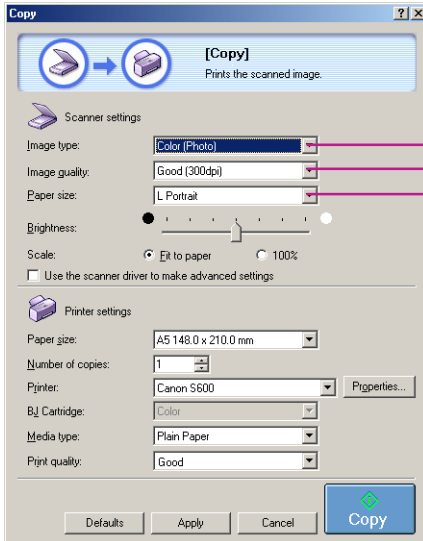 Copy
[Copy]
Prints the scanned image.
Scanner settings
Image type: Color (Photo)
Image quality: Good (300dpi)
Paper size: L Portrait
Brightness:
Scale: Fit to paper 100%
Use the scanner driver to make advanced settings
Printer settings
Paper size: A5 148.0 x 210.0 mm
Number of copies: 1
Printer: Canon S600 Properties...
BJ Cartridge: Color
Media type: Plain Paper
Print quality: Good
Defaults Apply Cancel Copy